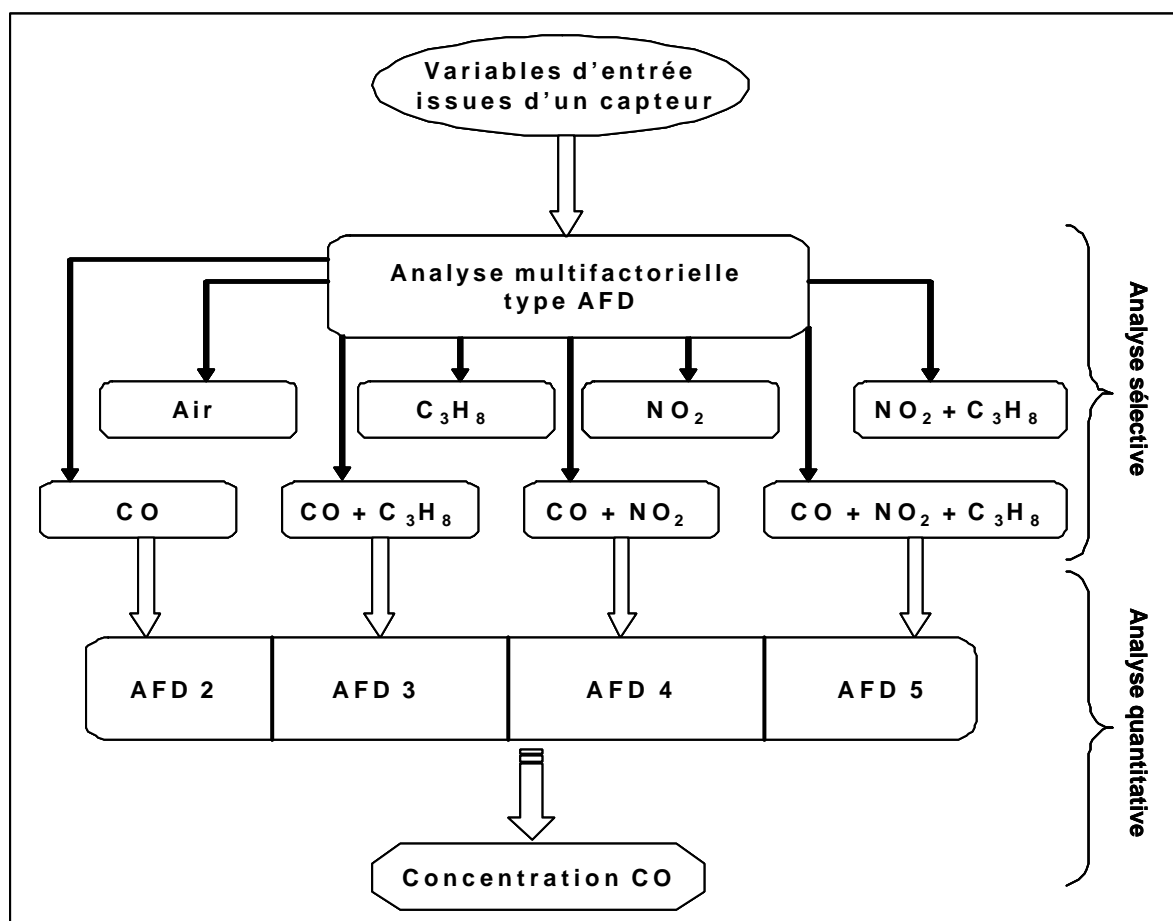 Variables d'entrée
issues d'un capteur
Analyse multifactorielle
type AFD
Analyse sélective
Air
C₃H₈
NO₂
NO₂ + C₃H₈
CO
CO + C₃H₈
CO + NO₂
CO + NO₂ + C₃H₈
AFD 2
AFD 3
AFD 4
AFD 5
Analyse quantitative
Concentration CO